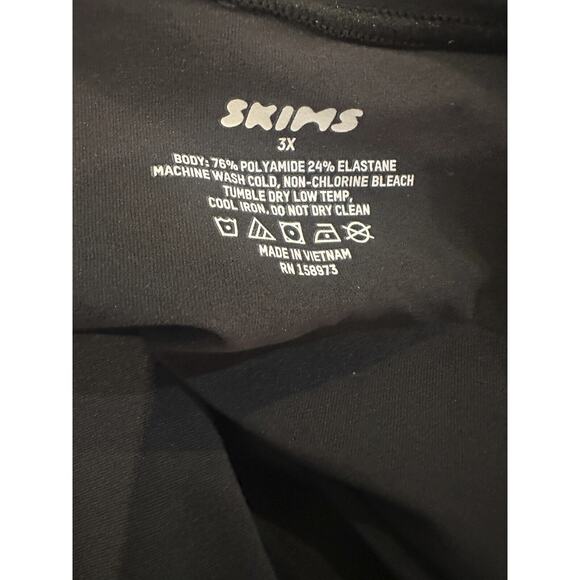 SKIMS
3X
BODY: 76% POLYAMIDE 24% ELASTANE
MACHINE WASH COLD, NON-CHLORINE BLEACH
TUMBLE DRY LOW TEMP,
COOL IRON, DO NOT DRY CLEAN
MADE IN VIETNAM
RN 158973